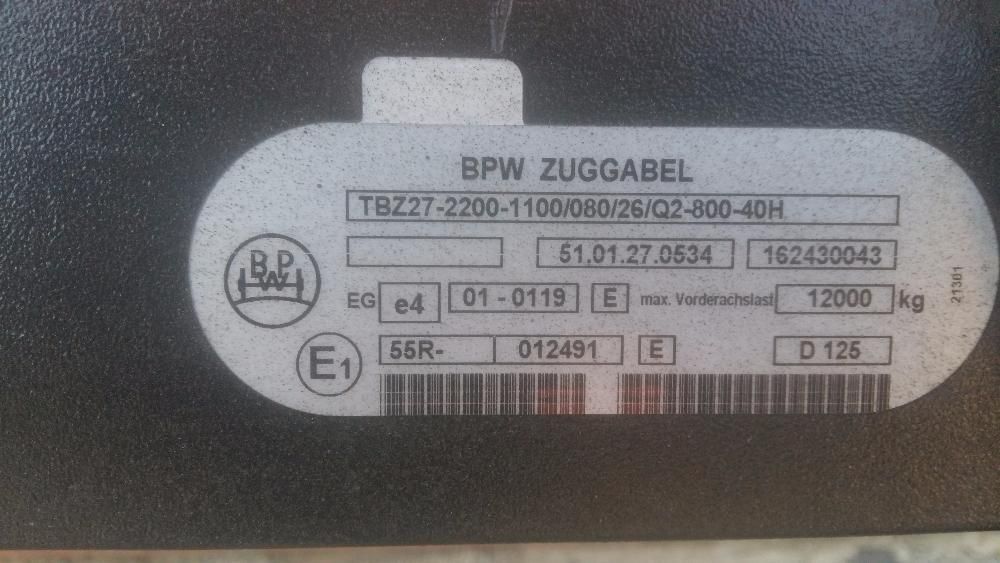 BPW ZUGGABEL
TBZ27-2200-1100/080/26/Q2-800-40H
51.01.27.0534 162430043
BPW
EG e4 01-0119 E max. Vorderachslast 12000 kg
21301
E1 55R- 012491 E D 125